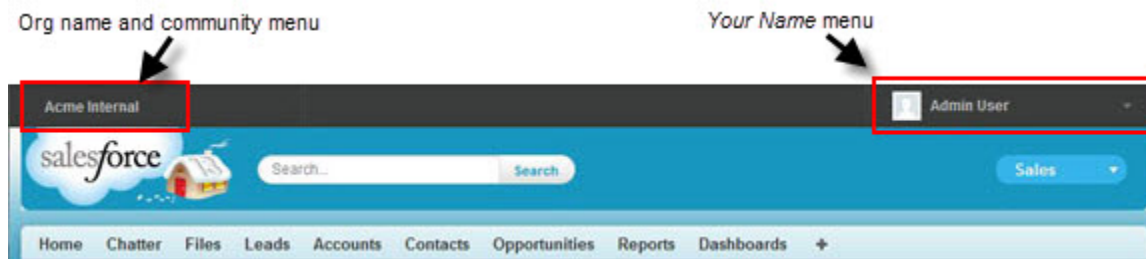 Org name and community menu
Your Name menu
Acme Internal
Admin User
salesforce
Search...
Search
Sales
Home Chatter Files Leads Accounts Contacts Opportunities Reports Dashboards +